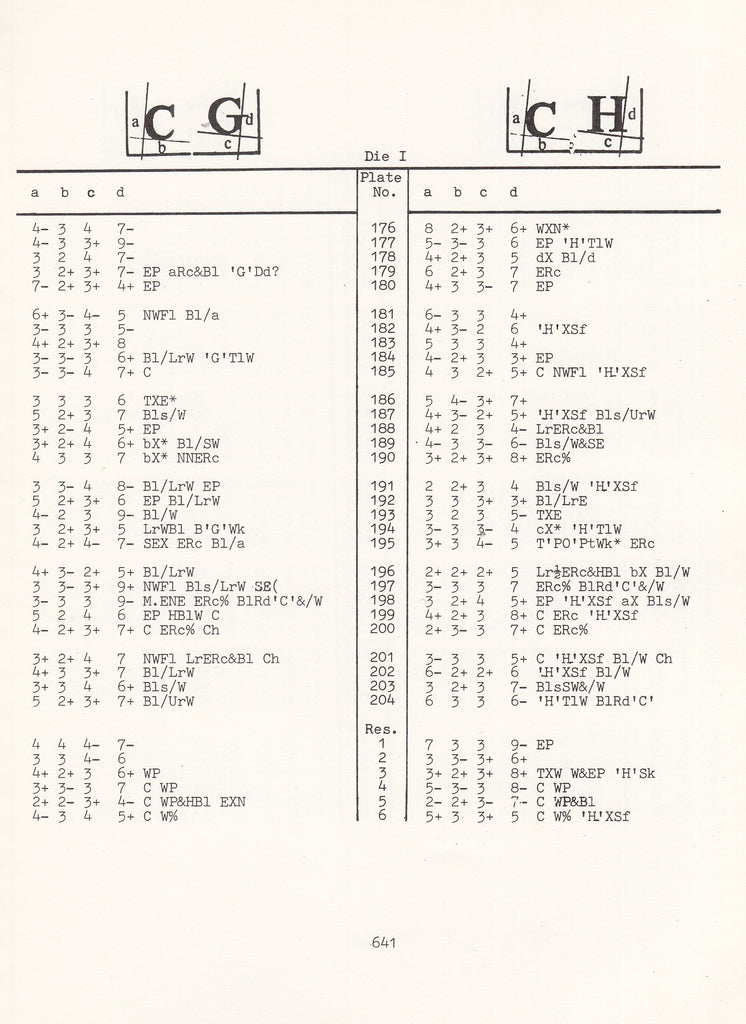 a C G d
b c
a C H d
b c
Die I
Plate
a b c d No. a b c d
4- 3 4 7- 176 8 2+ 3+ 6+ WXN*
4- 3 3+ 9- 177 5- 3- 3 6 EP 'H'TlW
3 2 4 7- 178 4+ 2+ 3 5 dX Bl/d
3 2+ 3+ 7- EP aRc&Bl 'G'Dd? 179 6 2+ 3 7 ERc
7- 2+ 3+ 4+ EP 180 4+ 3 3- 7 EP
6+ 3- 4- 5 NWFl Bl/a 181 6- 3 3 4+
3- 3 3 5- 182 4+ 3- 2 6 'H'XSf
4+ 2+ 3+ 8 183 5 3 3 4+
3- 3- 3 6+ Bl/LrW 'G'TlW 184 4- 2+ 3 3+ EP
3- 3- 4 7+ C 185 4 3 2+ 5+ C NWFl 'H'XSf
3 3 3 6 TXE* 186 5 4- 3+ 7+
5 2+ 3 7 Bls/W 187 4+ 3- 2+ 5+ 'H'XSf Bls/UrW
3+ 2- 4 5+ EP 188 4+ 2 3 4- LrERc&Bl
3+ 2+ 4 6+ bX* Bl/SW 189 4- 3 3- 6- Bls/W&SE
4 3 3 7 bX* NNERc 190 3+ 2+ 3+ 8+ ERc%
3 3- 4 8- Bl/LrW EP 191 2 2+ 3 4 Bls/W 'H'XSf
5 2+ 3+ 6 EP Bl/LrW 192 3 3 3+ 3+ Bl/LrE
4- 2 3 9- Bl/W 193 3 2 3 5- TXE
3 2+ 3+ 5 LrWBl B'G'Wk 194 3- 3 3- 4 cX* 'H'TlW
4- 2+ 4- 7- SEX ERc Bl/a 195 3+ 3 4- 5 T'PO'PtWk* ERc
4+ 3- 2+ 5+ Bl/LrW 196 2+ 2+ 2+ 5 Lr½ERc&HBl bX Bl/W
3 3- 3+ 9+ NWFl Bls/LrW SE( 197 3- 3 3 7 ERc% BlRd'C'&/W
3- 3 3 9- M.ENE ERc% BlRd'C'&/W 198 3 2+ 4 5+ EP 'H'XSf aX Bls/W
5 2 4 6 EP HBlW C 199 4+ 2+ 3 8+ C ERc 'H'XSf
4- 2+ 3+ 7+ C ERc% Ch 200 2+ 3- 3 7+ C ERc%
3+ 2+ 4 7 NWFl LrERc&Bl Ch 201 3- 3 3 5+ C 'H'XSf Bl/W Ch
4+ 3 3+ 7 Bl/LrW 202 6- 2+ 2+ 6 'H'XSf Bl/W
3+ 3 4 6+ Bls/W 203 3 2+ 3 7- BlsSW&/W
5 2+ 3+ 7+ Bl/UrW 204 6 3 3 6- 'H'TlW BlRd'C'
Res.
4 4 4- 7- 1 7 3 3 9- EP
3 3 4- 6 2 3 3- 3+ 6+
4+ 2+ 3 6+ WP 3 3+ 2+ 3+ 8+ TXW W&EP 'H'Sk
3+ 3- 3 7 C WP 4 5- 3- 3 8- C WP
2+ 2- 3+ 4- C WP&HBl EXN 5 2- 2+ 3- 7- C WP&Bl
4- 3 4 5+ C W% 6 5+ 3 3+ 5 C W% 'H'XSf
641